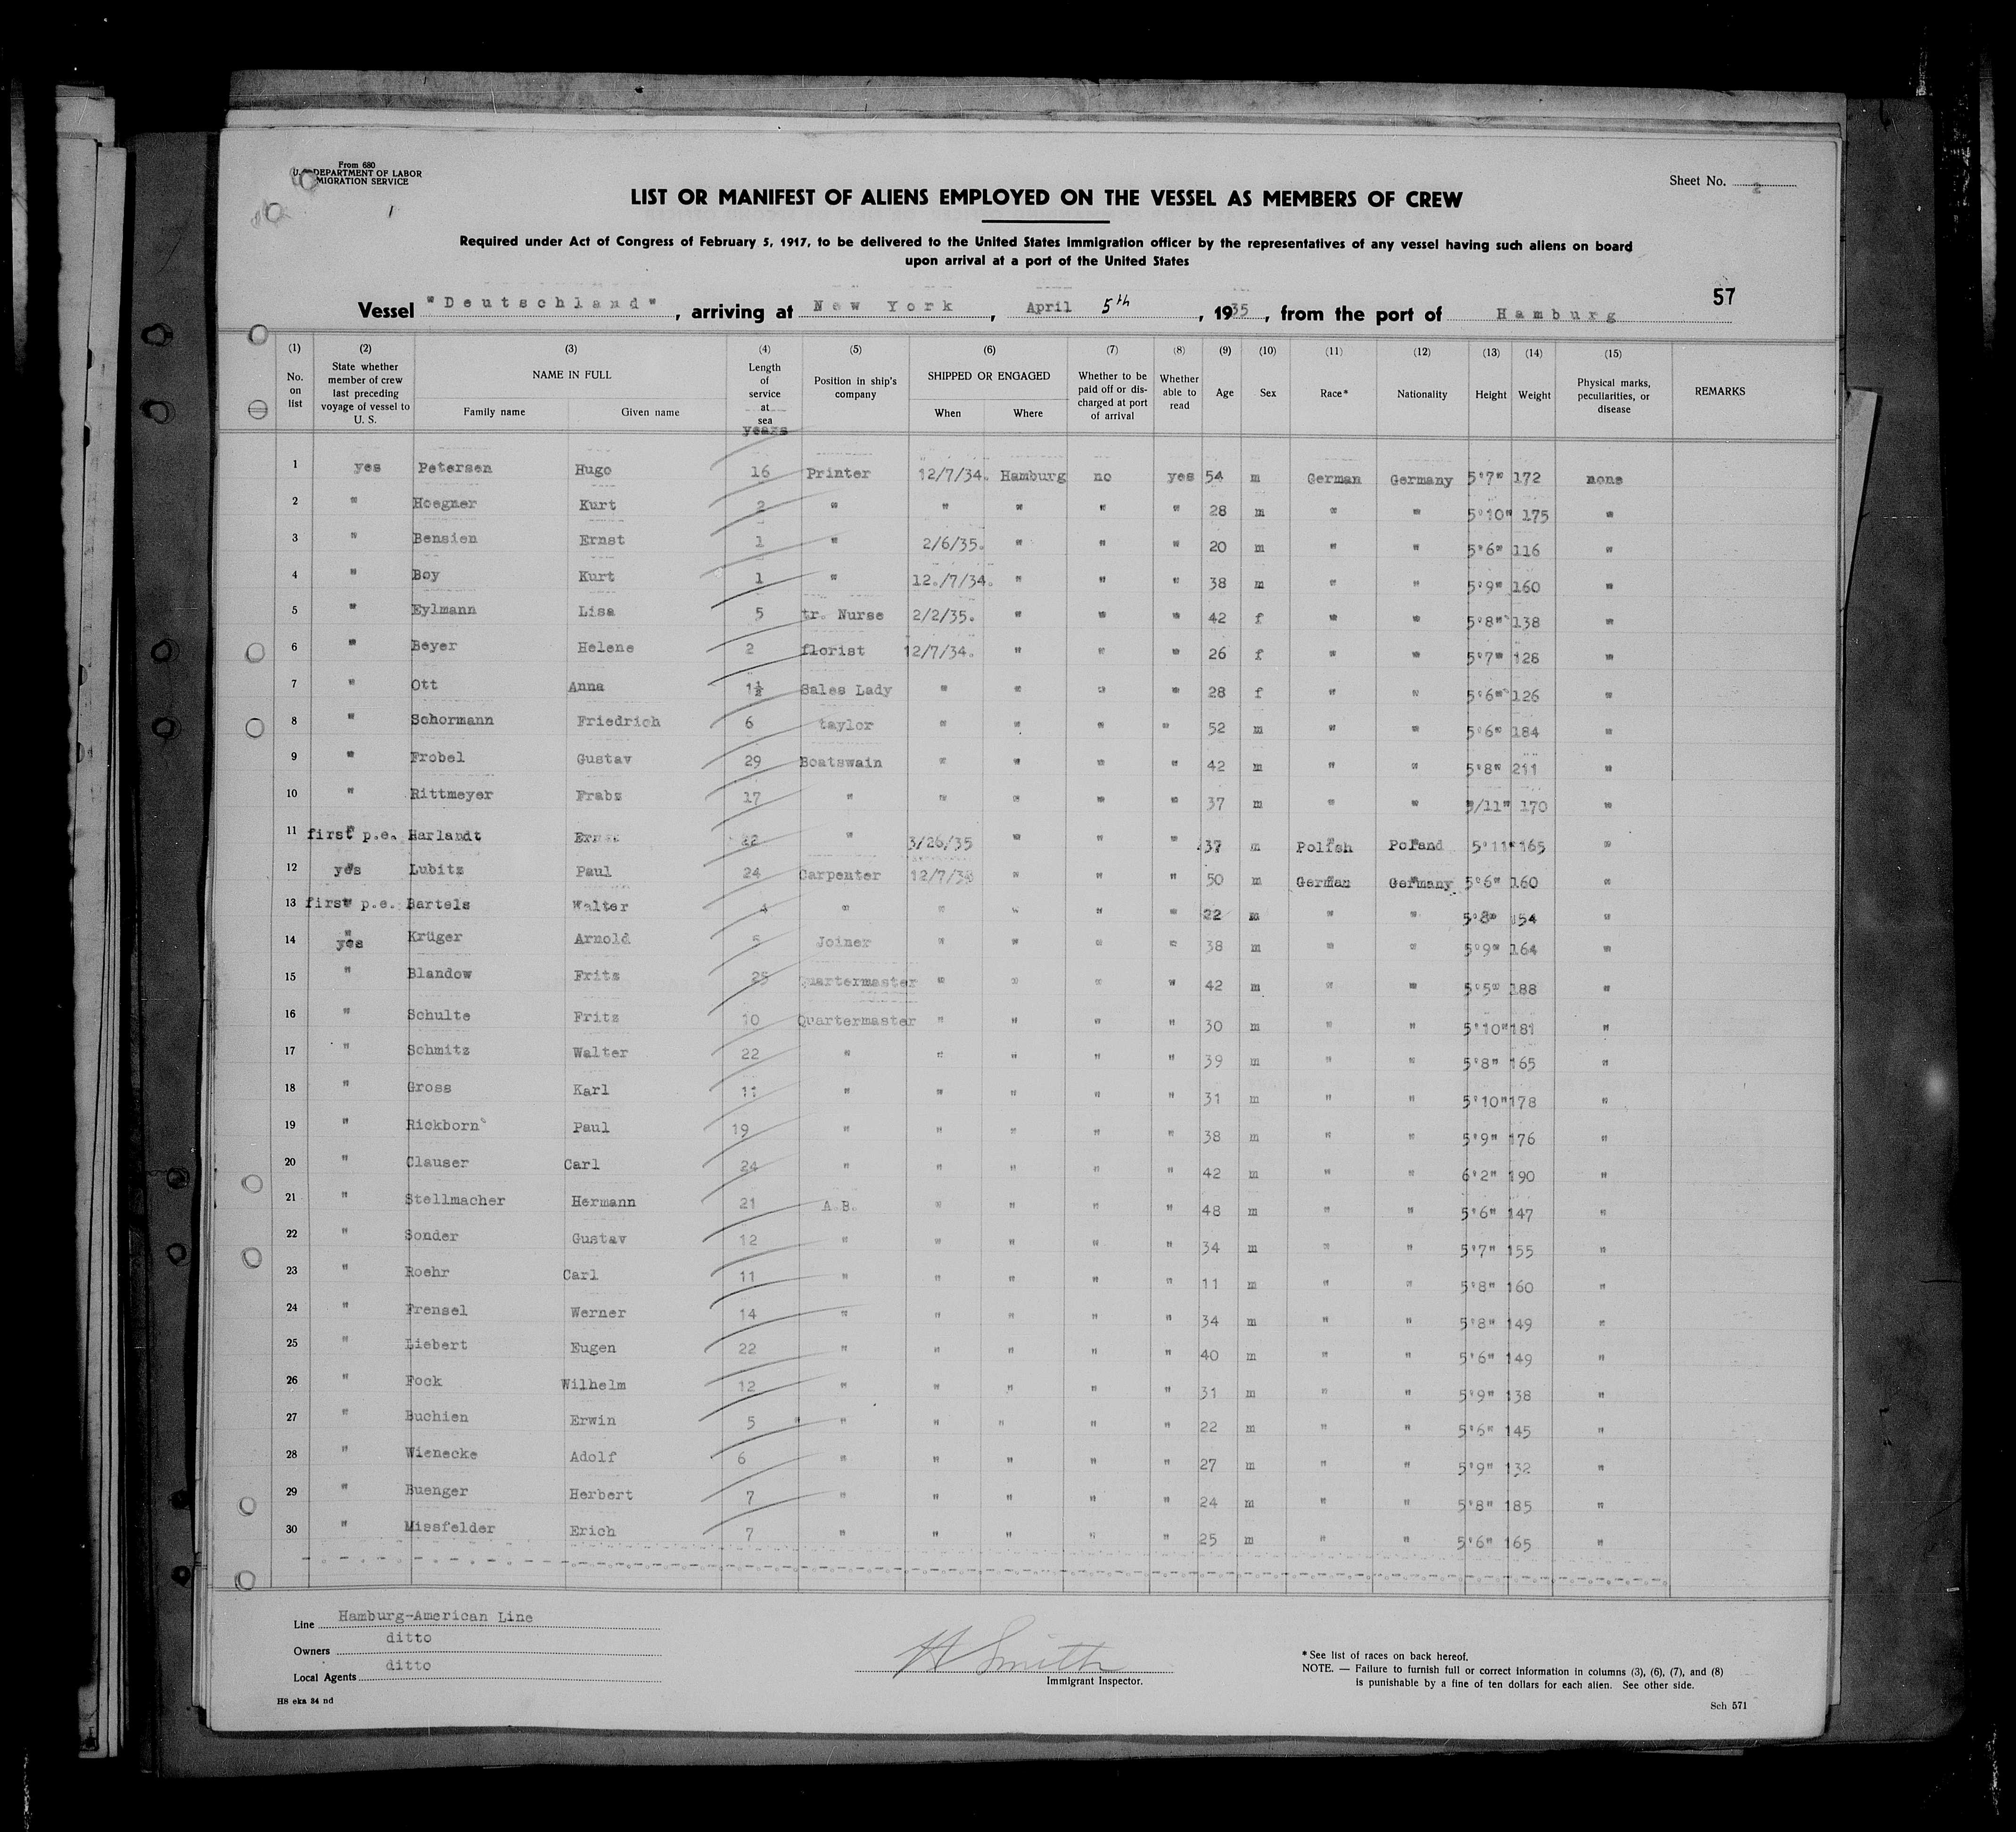 From 680
U. S. DEPARTMENT OF LABOR
MIGRATION SERVICE
Sheet No. 2
LIST OR MANIFEST OF ALIENS EMPLOYED ON THE VESSEL AS MEMBERS OF CREW
Required under Act of Congress of February 5, 1917, to be delivered to the United States immigration officer by the representatives of any vessel having such aliens on board
upon arrival at a port of the United States
57
Vessel "Deutschland", arriving at New York, April 5th, 1935, from the port of Hamburg
(1) (2) (3) (4) (5) (6) (7) (8) (9) (10) (11) (12) (13) (14) (15)
No. on list | State whether member of crew last preceding voyage of vessel to U. S. | NAME IN FULL Family name Given name | Length of service at sea years | Position in ship's company | SHIPPED OR ENGAGED When Where | Whether to be paid off or discharged at port of arrival | Whether able to read | Age | Sex | Race* | Nationality | Height | Weight | Physical marks, peculiarities, or disease | REMARKS
1 yes Petersen Hugo 16 Printer 12/7/34. Hamburg no yes 54 m German Germany 5'7" 172 none
2 " Hoegner Kurt 2 " " " " " 28 m " " 5'10" 175 "
3 " Bensien Ernst 1 " 2/6/35. " " " 20 m " " 5'6" 116 "
4 " Boy Kurt 1 " 12./7/34. " " " 38 m " " 5'9" 160 "
5 " Eylmann Lisa 5 tr. Nurse 2/2/35. " " " 42 f " " 5'8" 138 "
6 " Beyer Helene 2 florist 12/7/34. " " " 26 f " " 5'7" 128 "
7 " Ott Anna 1½ Sales Lady " " " " 28 f " " 5'6" 126 "
8 " Schormann Friedrich 6 taylor " " " " 52 m " " 5'6" 184 "
9 " Frobel Gustav 29 Boatswain " " " " 42 m " " 5'8" 211 "
10 " Rittmeyer Frabz 17 " " " " " 37 m " " /11" 170 "
11 first p.e. Harlandt 22 " 3/26/35 " " " 37 m Polish Poland 5'11" 165 "
12 yes Lubitz Paul 24 Carpenter 12/7/34 " " " 50 m German Germany 5'6" 160 "
13 first p.e. Bartels Walter 4 " " " " " 22 m " " 5'8" 154 "
14 yes Krüger Arnold 5 Joiner " " " " 38 m " " 5'9" 164 "
15 " Blandow Fritz 25 Quartermaster " " " " 42 m " " 5'5" 188 "
16 " Schulte Fritz 10 Quartermaster " " " " 30 m " " 5'10" 181 "
17 " Schmitz Walter 22 " " " " " 39 m " " 5'8" 165 "
18 " Gross Karl 11 " " " " " 31 m " " 5'10" 178 "
19 " Rickborn Paul 19 " " " " " 38 m " " 5'9" 176 "
20 " Clauser Carl 24 " " " " " 42 m " " 6'2" 190 "
21 " Stellmacher Hermann 21 A.B. " " " " 48 m " " 5'6" 147 "
22 " Sonder Gustav 12 " " " " " 34 m " " 5'7" 155 "
23 " Roehr Carl 11 " " " " " 11 m " " 5'8" 160 "
24 " Frensel Werner 14 " " " " " 34 m " " 5'8" 149 "
25 " Liebert Eugen 22 " " " " " 40 m " " 5'6" 149 "
26 " Fock Wilhelm 12 " " " " " 31 m " " 5'9" 138 "
27 " Buchien Erwin 5 " " " " " 22 m " " 5'6" 145 "
28 " Wienecke Adolf 6 " " " " " 27 m " " 5'9" 132 "
29 " Buenger Herbert 7 " " " " " 24 m " " 5'8" 185 "
30 " Missfelder Erich 7 " " " " " 25 m " " 5'6" 165 "
Line Hamburg-American Line
Owners ditto
Local Agents ditto
H8 eka 34 nd
H Smith
Immigrant Inspector.
* See list of races on back hereof.
NOTE. — Failure to furnish full or correct information in columns (3), (6), (7), and (8)
is punishable by a fine of ten dollars for each alien. See other side.
Sch 571